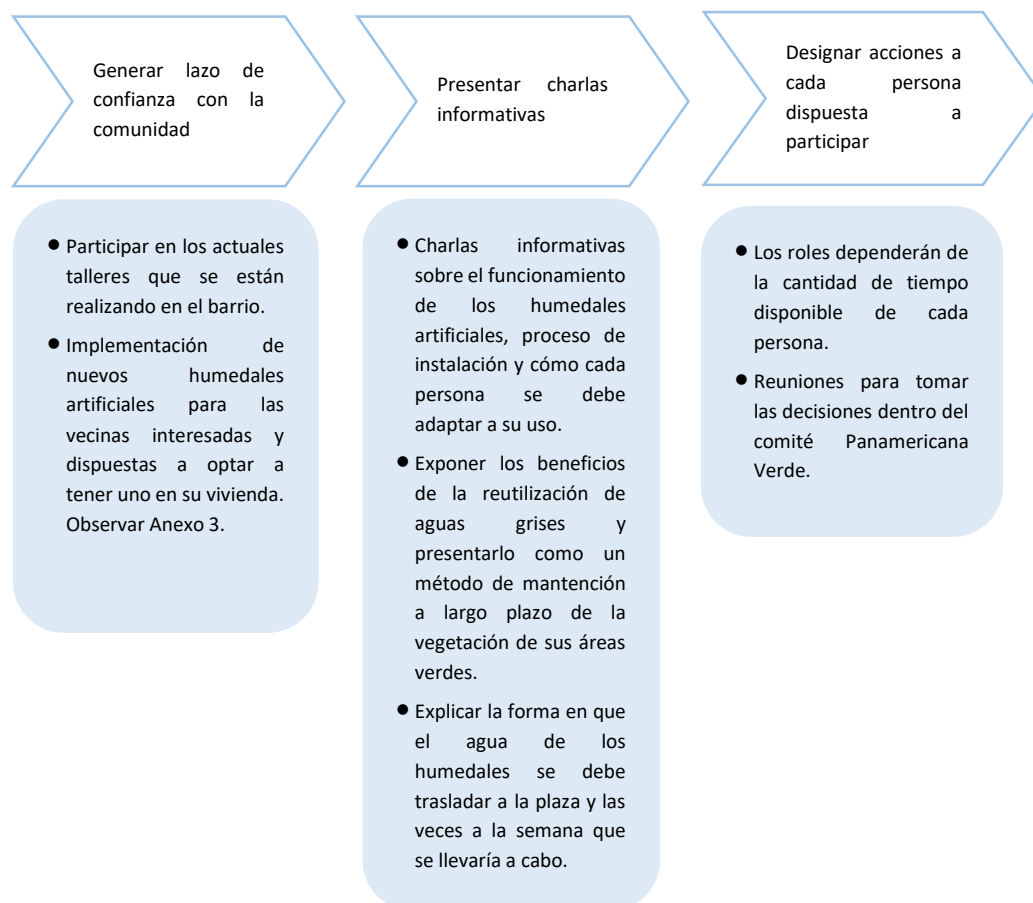 Generar lazo de
confianza con la
comunidad
Presentar charlas
informativas
Designar acciones a
cada persona
dispuesta a
participar
● Participar en los actuales
talleres que se están
realizando en el barrio.
● Implementación de
nuevos humedales
artificiales para las
vecinas interesadas y
dispuestas a optar a
tener uno en su vivienda.
Observar Anexo 3.
● Charlas informativas
sobre el funcionamiento
de los humedales
artificiales, proceso de
instalación y cómo cada
persona se debe
adaptar a su uso.
● Exponer los beneficios
de la reutilización de
aguas grises y
presentarlo como un
método de mantención
a largo plazo de la
vegetación de sus áreas
verdes.
● Explicar la forma en que
el agua de los
humedales se debe
trasladar a la plaza y las
veces a la semana que
se llevaría a cabo.
● Los roles dependerán de
la cantidad de tiempo
disponible de cada
persona.
● Reuniones para tomar
las decisiones dentro del
comité Panamericana
Verde.